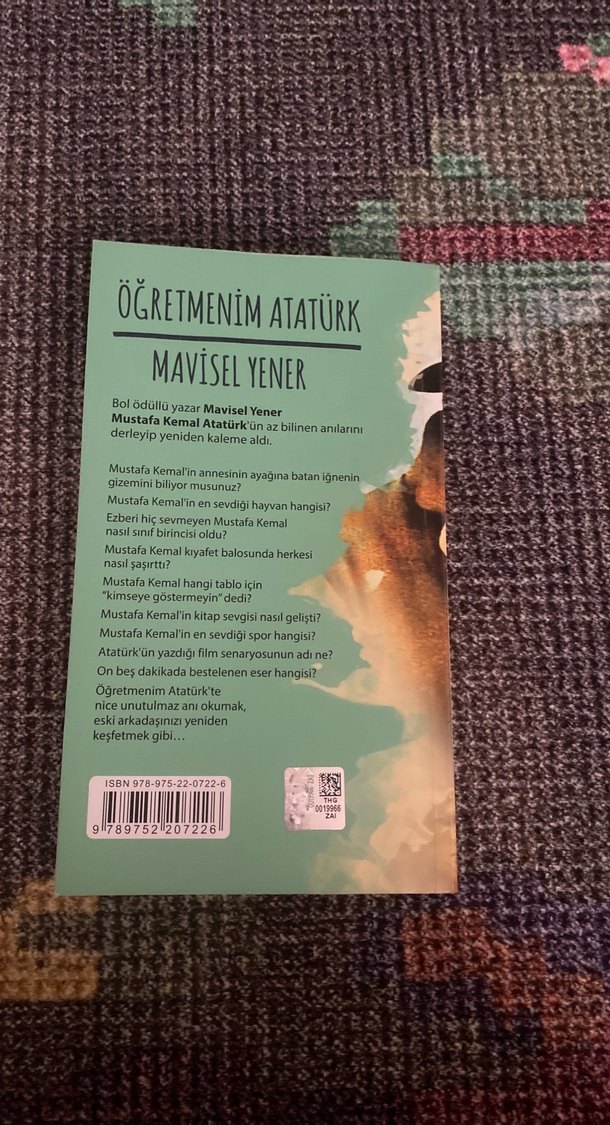 ÖĞRETMENİM ATATÜRK
MAVİSEL YENER
Bol ödüllü yazar Mavisel Yener
Mustafa Kemal Atatürk'ün az bilinen anılarını
derleyip yeniden kaleme aldı.
Mustafa Kemal'in annesinin ayağına batan iğnenin
gizemini biliyor musunuz?
Mustafa Kemal'in en sevdiği hayvan hangisi?
Ezberi hiç sevmeyen Mustafa Kemal
nasıl sınıf birincisi oldu?
Mustafa Kemal kıyafet balosunda herkesi
nasıl şaşırttı?
Mustafa Kemal hangi tablo için
"kimseye göstermeyin" dedi?
Mustafa Kemal'in kitap sevgisi nasıl gelişti?
Mustafa Kemal'in en sevdiği spor hangisi?
Atatürk'ün yazdığı film senaryosunun adı ne?
On beş dakikada bestelenen eser hangisi?
Öğretmenim Atatürk'te
nice unutulmaz anı okumak,
eski arkadaşınızı yeniden
keşfetmek gibi...
ISBN 978-975-22-0722-6
9 789752 207226
THG
0019966
ZAI